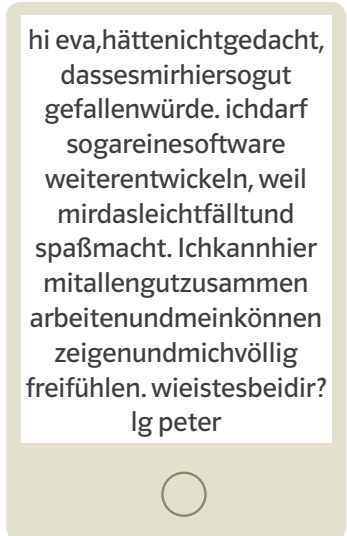 hi eva,hättenichtgedacht,
dassesmirhiersogut
gefallenwürde. ichdarf
sogareinesoftware
weiterentwickeln, weil
mirdasleichtfälltund
spaßmacht. Ichkannhier
mitallengutzusammen
arbeitenundmeinkönnen
zeigenundmichvöllig
freifühlen. wieistesbeidir?
lg peter